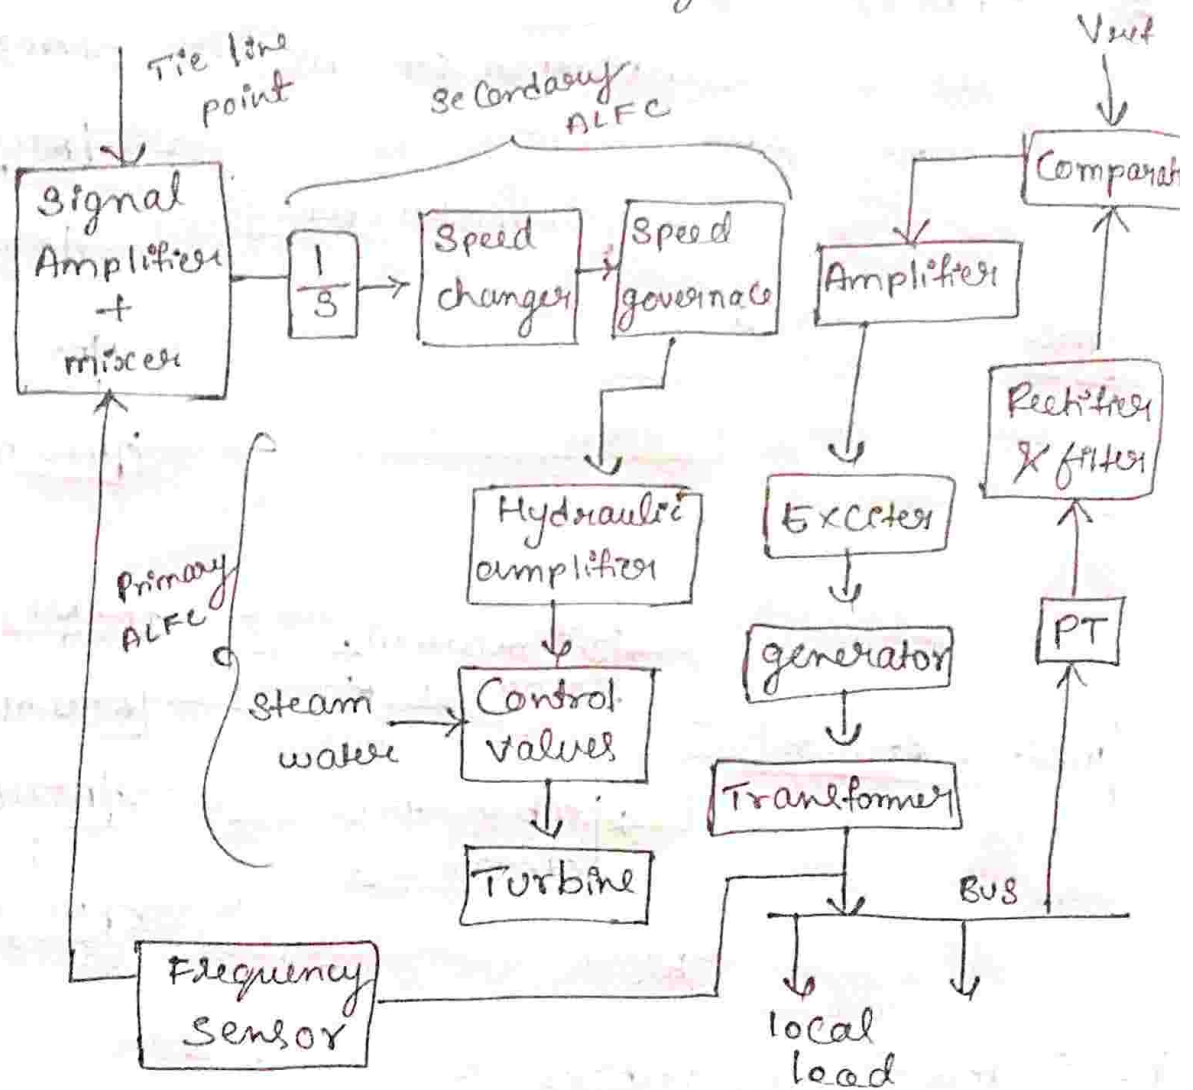 Tie line
point
Secondary
ALFC
Vref
Signal
Amplifier
+
mixer
1
S
Speed
changer
Speed
governace
Comparat
Amplifier
Rectifier
& filter
Primary
ALFC
Hydraulic
amplifier
Exciter
PT
Steam
water
Control
valves
generator
Transformer
Turbine
BUS
Frequency
Sensor
local
load